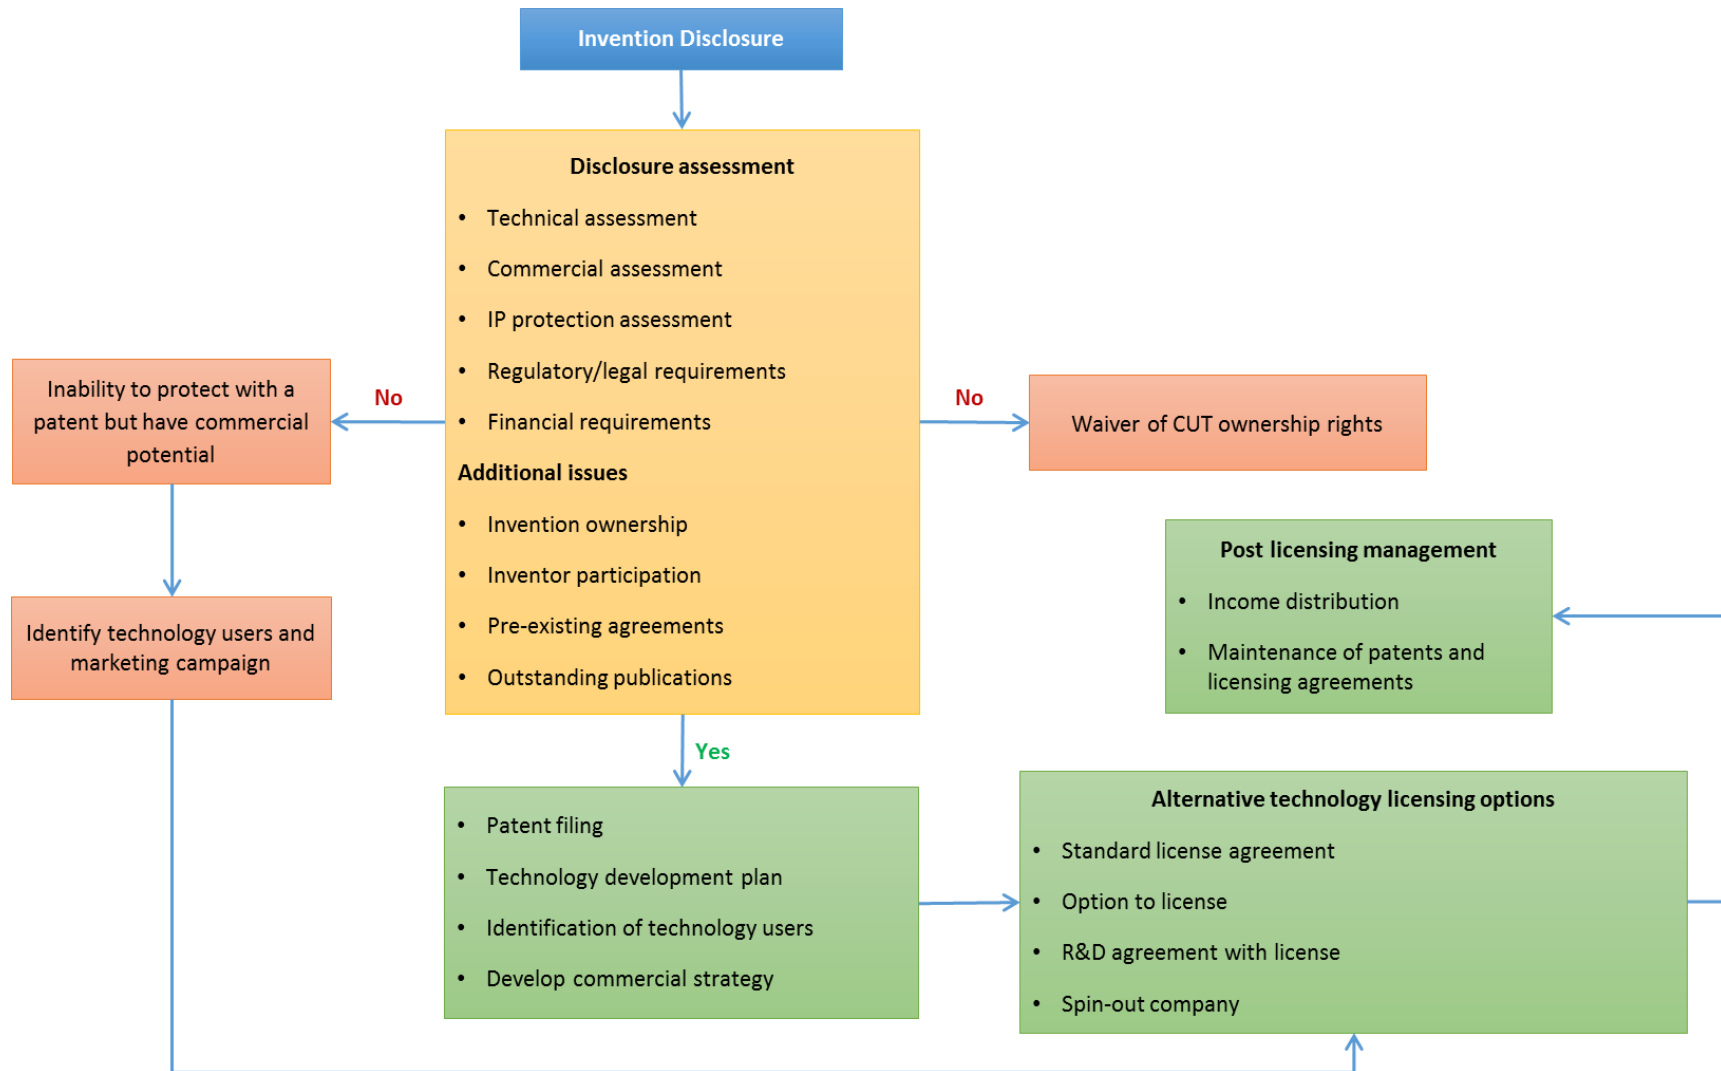 Invention Disclosure
Disclosure assessment
• Technical assessment
• Commercial assessment
• IP protection assessment
• Regulatory/legal requirements
• Financial requirements
Additional issues
• Invention ownership
• Inventor participation
• Pre-existing agreements
• Outstanding publications
No
Inability to protect with a
patent but have commercial
potential
Identify technology users and
marketing campaign
No
Waiver of CUT ownership rights
Yes
• Patent filing
• Technology development plan
• Identification of technology users
• Develop commercial strategy
Alternative technology licensing options
• Standard license agreement
• Option to license
• R&D agreement with license
• Spin-out company
Post licensing management
• Income distribution
• Maintenance of patents and
licensing agreements